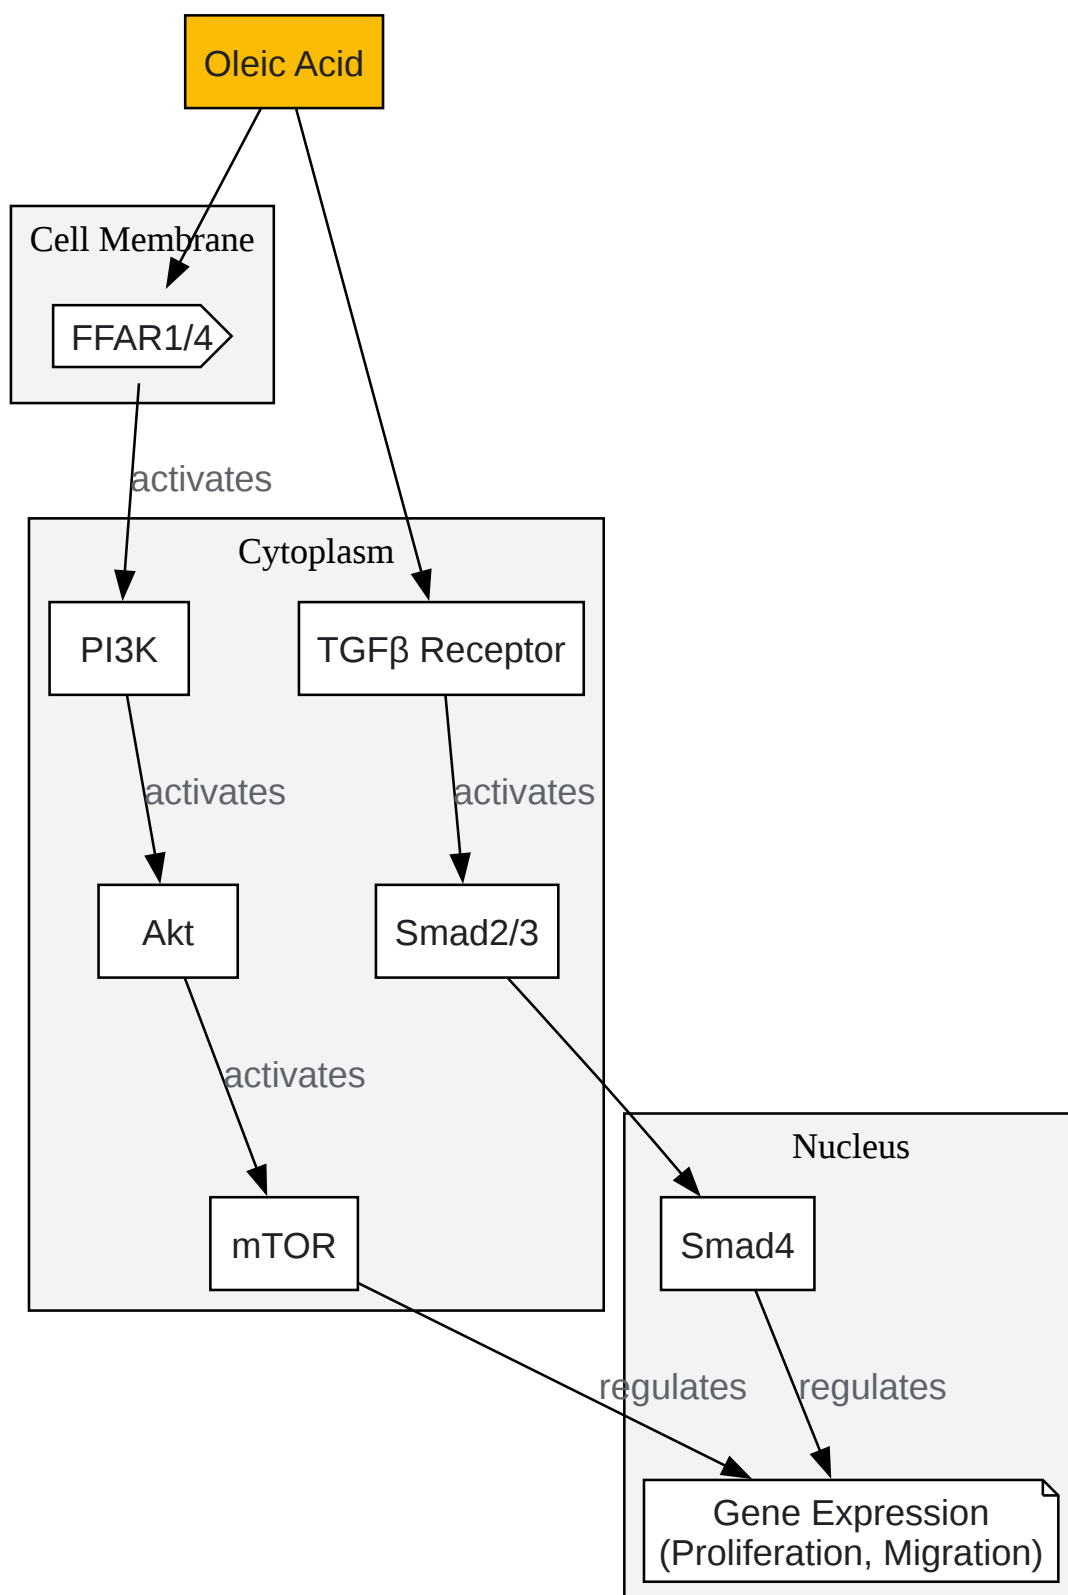 Oleic Acid
Cell Membrane
FFAR1/4
activates
Cytoplasm
PI3K
TGFβ Receptor
activates
activates
Akt
Smad2/3
activates
Nucleus
mTOR
Smad4
regulates
regulates
Gene Expression
(Proliferation, Migration)